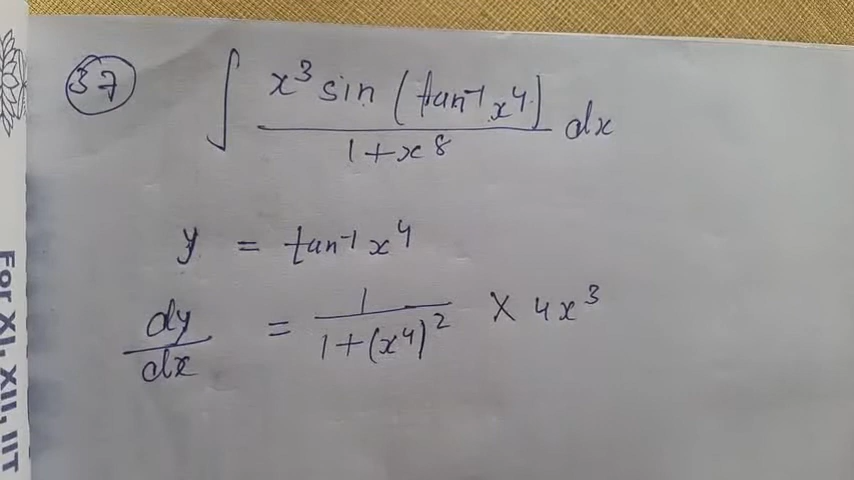 37 ∫ x³ sin (tan⁻¹ x⁴) / 1+x⁸ dx
y = tan⁻¹ x⁴
dy/dx = 1/1+(x⁴)² × 4x³
For XI, XII, IIT